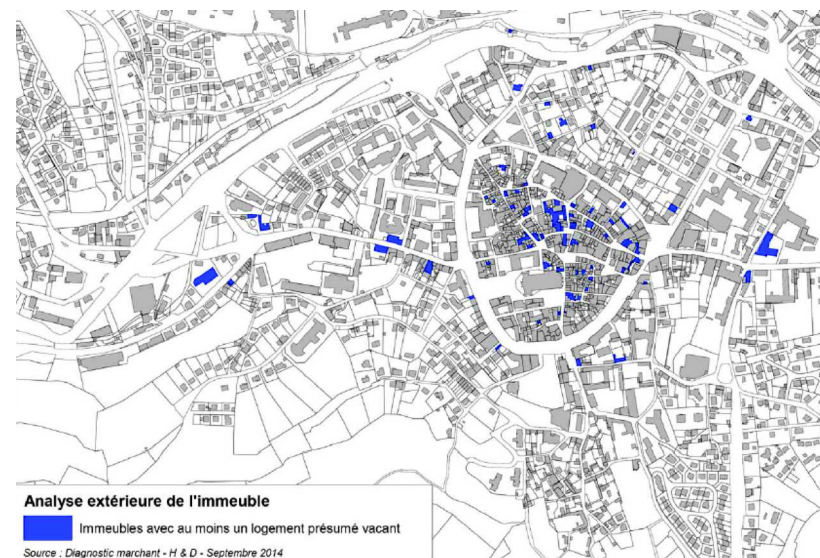 Analyse extérieure de l'immeuble
Immeubles avec au moins un logement présumé vacant
Source : Diagnostic marchant - H & D - Septembre 2014